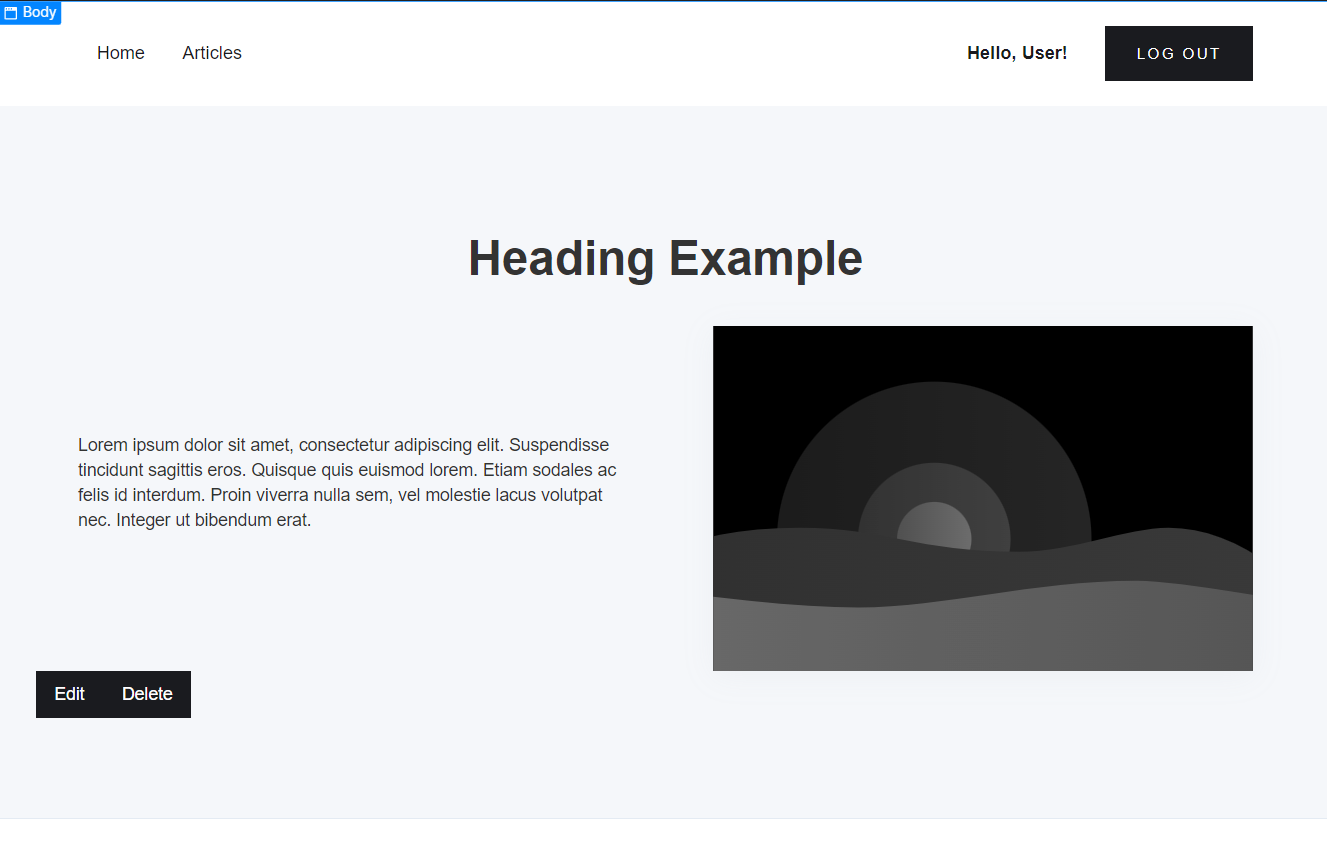 Body
Home Articles Hello, User! LOG OUT
Heading Example
Lorem ipsum dolor sit amet, consectetur adipiscing elit. Suspendisse
tincidunt sagittis eros. Quisque quis euismod lorem. Etiam sodales ac
felis id interdum. Proin viverra nulla sem, vel molestie lacus volutpat
nec. Integer ut bibendum erat.
Edit Delete